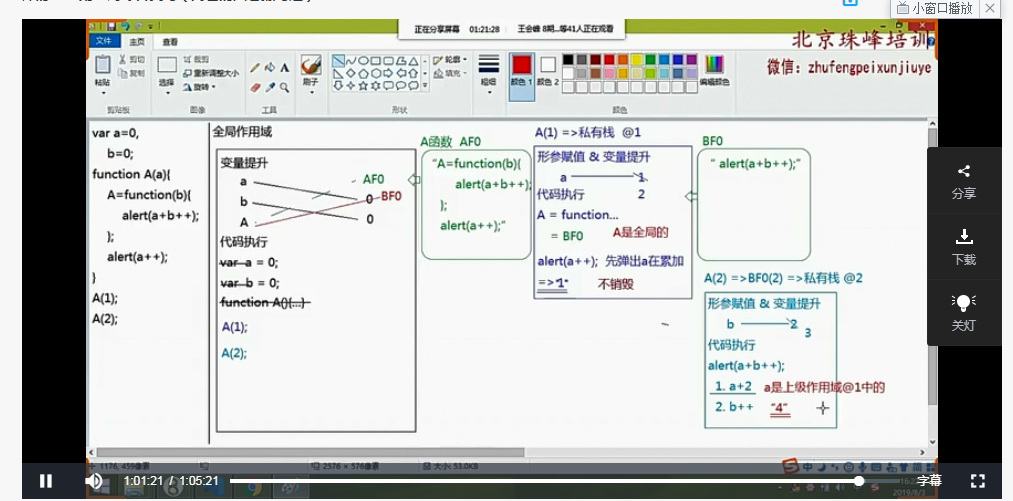 小窗口播放
正在分享屏幕 01:21:28 王会峰 8期...等41人正在观看
北京珠峰培训
微信：zhufengpeixunjiuye
文件 主页 查看
粘贴
剪切
复制
选择
裁剪
重新调整大小
旋转
刷子
轮廓
填充
粗细
颜色 1
颜色 2
编辑颜色
剪贴板 图像 工具 形状 颜色
var a=0,
b=0;
function A(a){
A=function(b){
alert(a+b++);
};
alert(a++);
}
A(1);
A(2);
全局作用域
变量提升
a
b
A
AF0
0 BF0
0
代码执行
var a = 0;
var b = 0;
function A(){...}
A(1);
A(2);
A函数 AF0
"A=function(b){
alert(a+b++);
};
alert(a++);"
A(1) =>私有栈 @1
形参赋值 & 变量提升
a 1
代码执行 2
A = function...
= BF0 A是全局的
alert(a++); 先弹出a在累加
=>"1" 不销毁
BF0
" alert(a+b++);"
A(2) =>BF0(2) =>私有栈 @2
形参赋值 & 变量提升
b 2
3
代码执行
alert(a+b++);
1. a+2 a是上级作用域@1中的
2. b++ "4"
分享
下载
关灯
1176, 459像素
2576 × 576像素
大小: 53.0KB
1:01:21 / 1:05:21
字幕